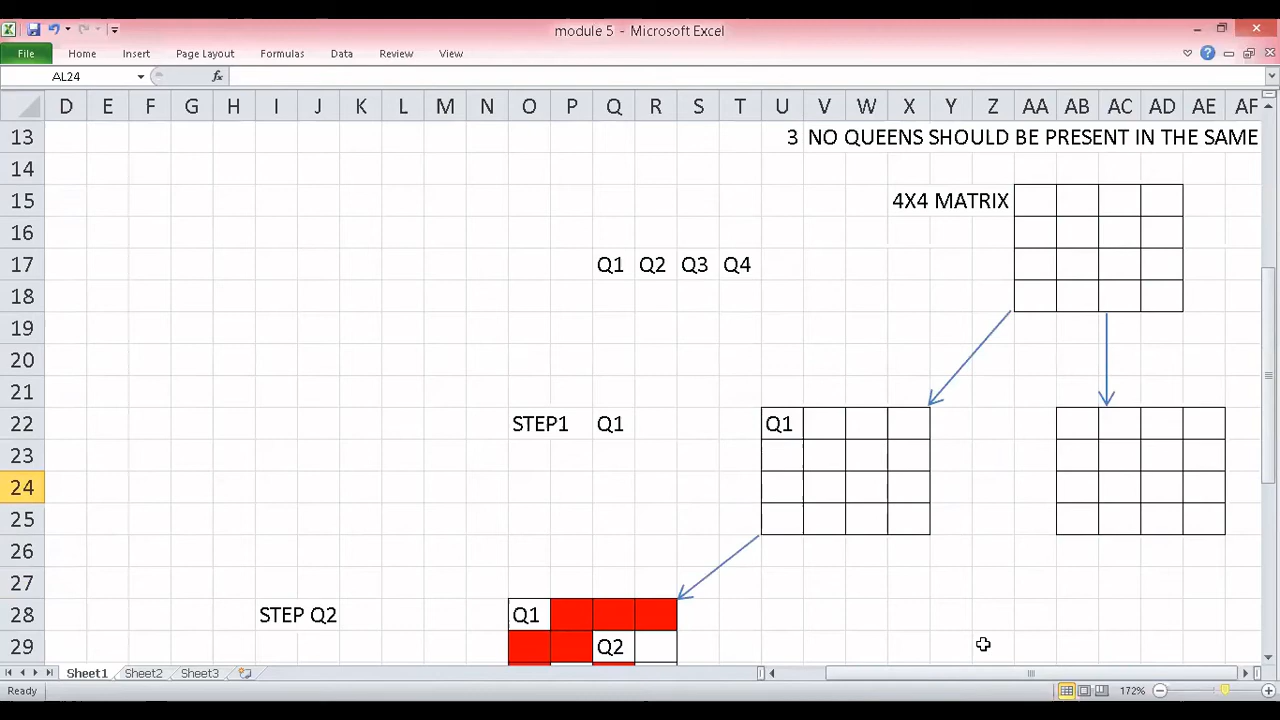 module 5 - Microsoft Excel
File Home Insert Page Layout Formulas Data Review View
AL24 fx
D E F G H I J K L M N O P Q R S T U V W X Y Z AA AB AC AD AE AF
13 3 NO QUEENS SHOULD BE PRESENT IN THE SAME
14
15 4X4 MATRIX
16
17 Q1 Q2 Q3 Q4
18
19
20
21
22 STEP1 Q1 Q1
23
24
25
26
27
28 STEP Q2 Q1
29 Q2
Sheet1 Sheet2 Sheet3
Ready 172%